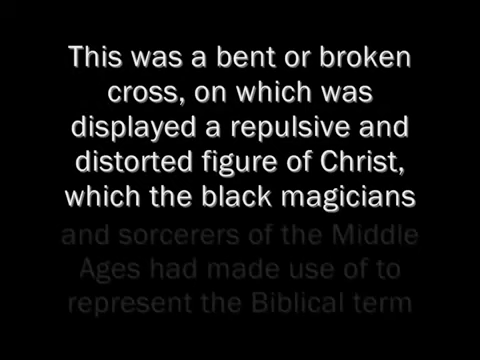 This was a bent or broken
cross, on which was
displayed a repulsive and
distorted figure of Christ,
which the black magicians
and sorcerers of the Middle
Ages had made use of to
represent the Biblical term